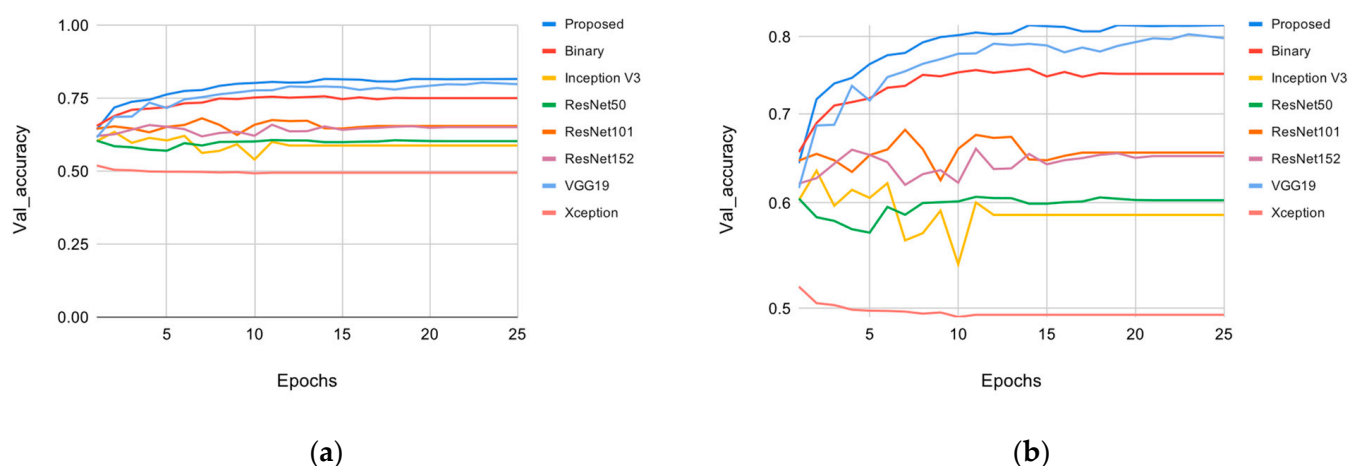 1.00
0.75
0.50
0.25
0.00
Val_accuracy
5
10
15
20
25
Epochs
Proposed
Binary
Inception V3
ResNet50
ResNet101
ResNet152
VGG19
Xception
(a)
0.8
0.7
0.6
0.5
Val_accuracy
5
10
15
20
25
Epochs
Proposed
Binary
Inception V3
ResNet50
ResNet101
ResNet152
VGG19
Xception
(b)